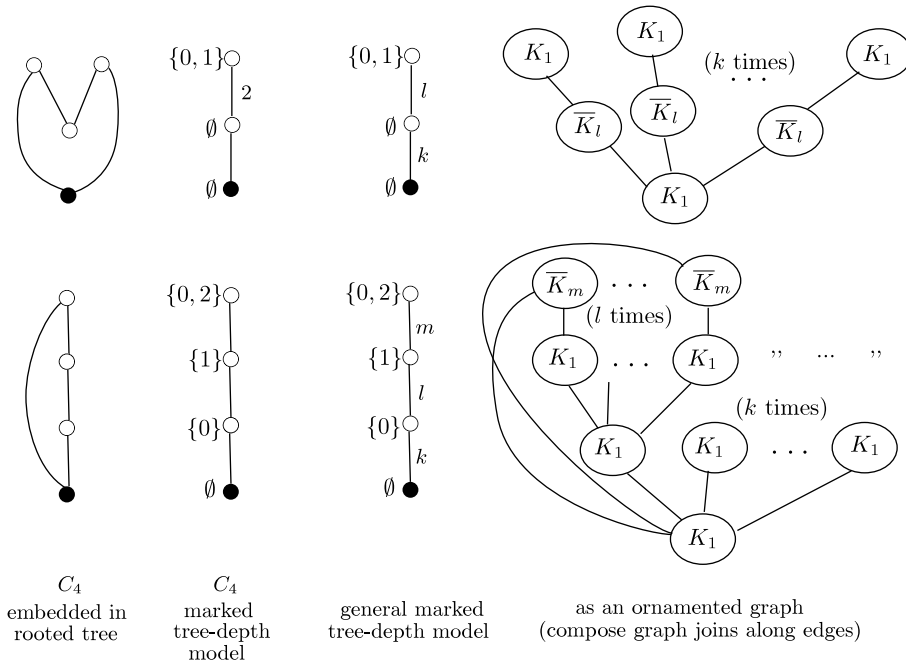 {0, 1}
2
∅
∅
{0, 1}
l
∅
k
∅
K₁
K₁
(k times)
. . .
K₁
K̅ₗ
K̅ₗ
K̅ₗ
K₁
{0, 2}
{1}
{0}
∅
{0, 2}
m
{1}
l
{0}
k
∅
K̅ₘ . . . K̅ₘ
(l times)
K₁ . . . K₁ ,, ... ,,
(k times)
K₁ K₁ . . . K₁
K₁
C₄
embedded in
rooted tree
C₄
marked
tree-depth
model
general marked
tree-depth model
as an ornamented graph
(compose graph joins along edges)